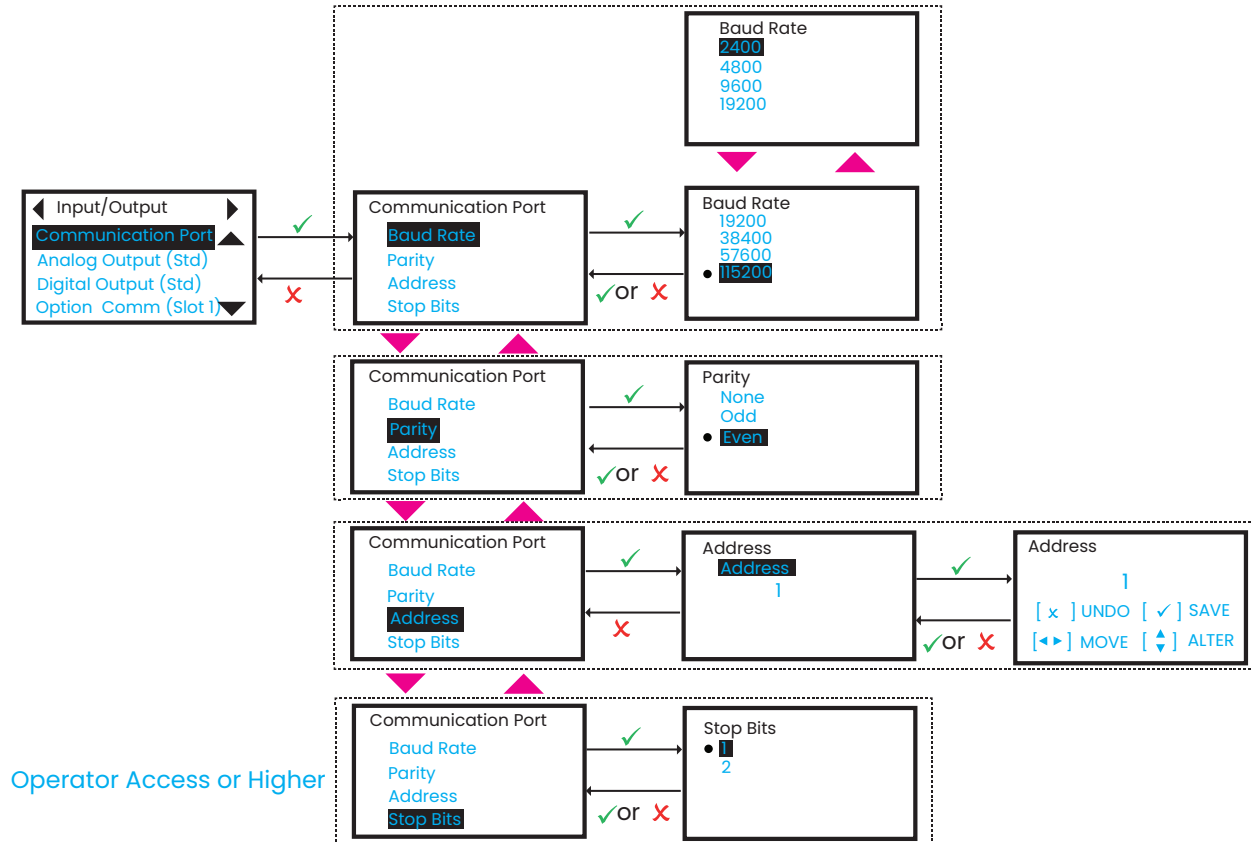 Baud Rate
2400
4800
9600
19200
Input/Output
Communication Port
Analog Output (Std)
Digital Output (Std)
Option Comm (Slot 1)
Communication Port
Baud Rate
Parity
Address
Stop Bits
or
Baud Rate
19200
38400
57600
115200
Communication Port
Baud Rate
Parity
Address
Stop Bits
or
Parity
None
Odd
Even
Communication Port
Baud Rate
Parity
Address
Stop Bits
Address
Address
1
or
Address
1
[ x ] UNDO [ ✓ ] SAVE
[◄ ►] MOVE [ ▲▼ ] ALTER
Operator Access or Higher
Communication Port
Baud Rate
Parity
Address
Stop Bits
or
Stop Bits
1
2